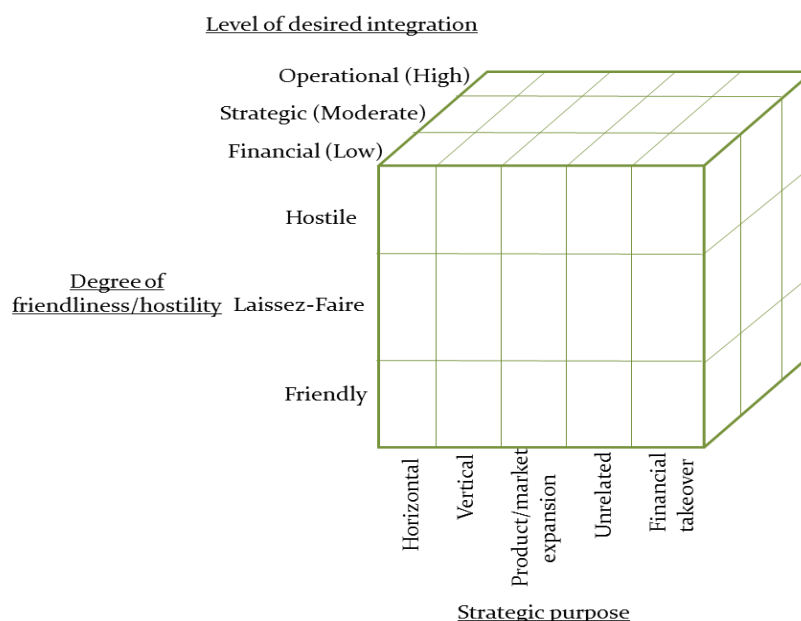 Level of desired integration
Operational (High)
Strategic (Moderate)
Financial (Low)
Hostile
Degree of
friendliness/hostility
Laissez-Faire
Friendly
Horizontal
Vertical
Product/market
expansion
Unrelated
Financial
takeover
Strategic purpose